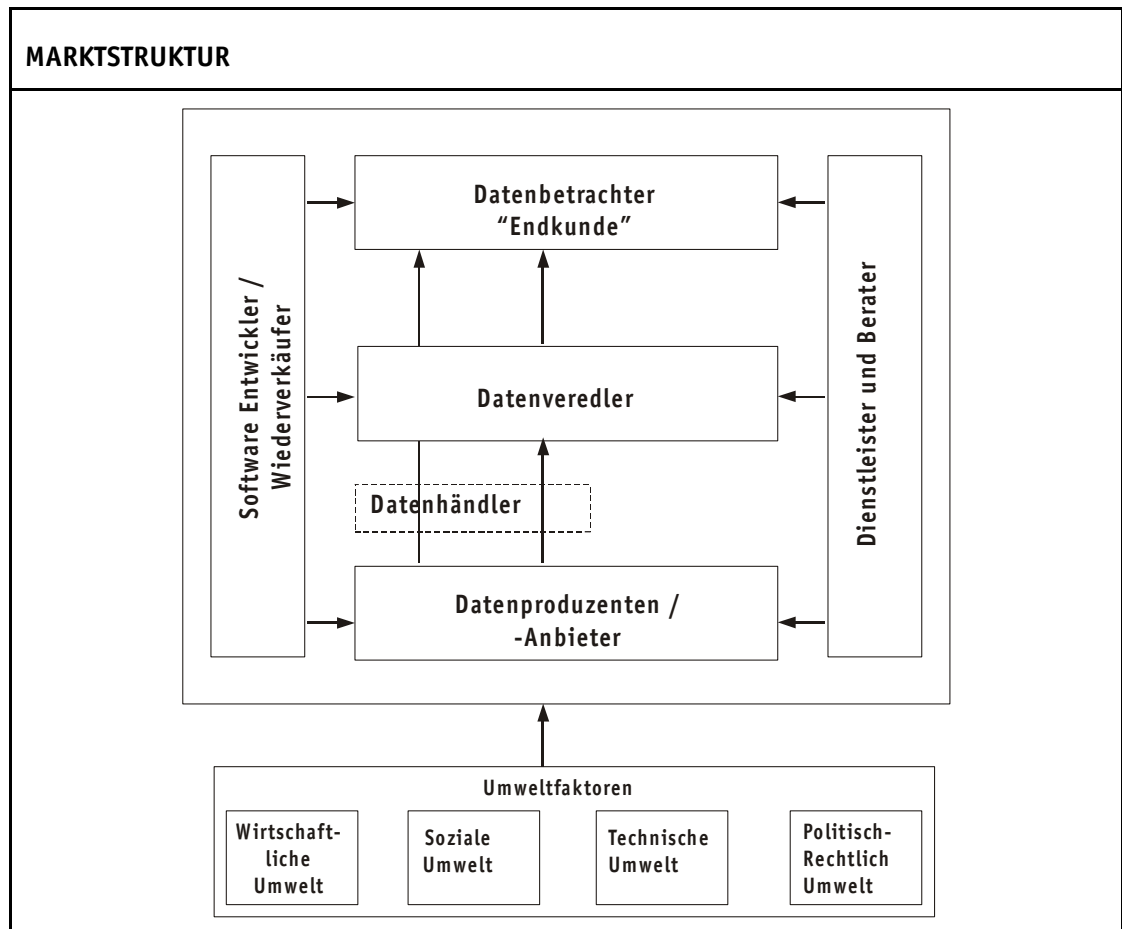 MARKTSTRUKTUR
Software Entwickler /
Wiederverkäufer
Datenbetrachter
“Endkunde”
Datenveredler
Datenhändler
Datenproduzenten /
-Anbieter
Dienstleister und Berater
Umweltfaktoren
Wirtschaft-
liche
Umwelt
Soziale
Umwelt
Technische
Umwelt
Politisch-
Rechtlich
Umwelt